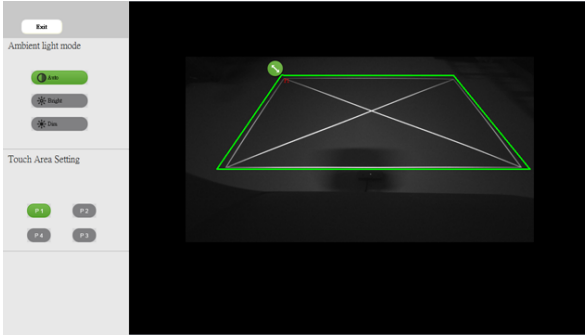 Exit
Ambient light mode
Auto
Bright
Dim
Touch Area Setting
P 1
P 2
P 4
P 3